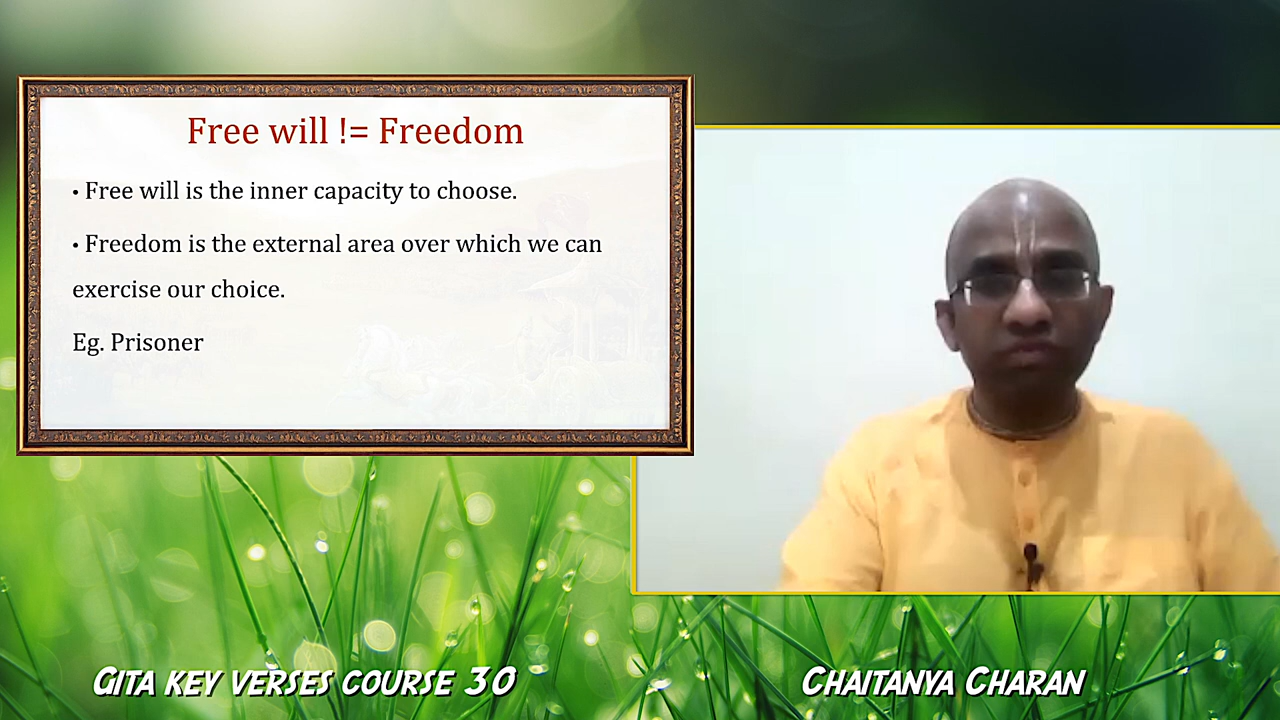 Free will != Freedom
• Free will is the inner capacity to choose.
• Freedom is the external area over which we can
exercise our choice.
Eg. Prisoner
GITA KEY VERSES COURSE 30
CHAITANYA CHARAN